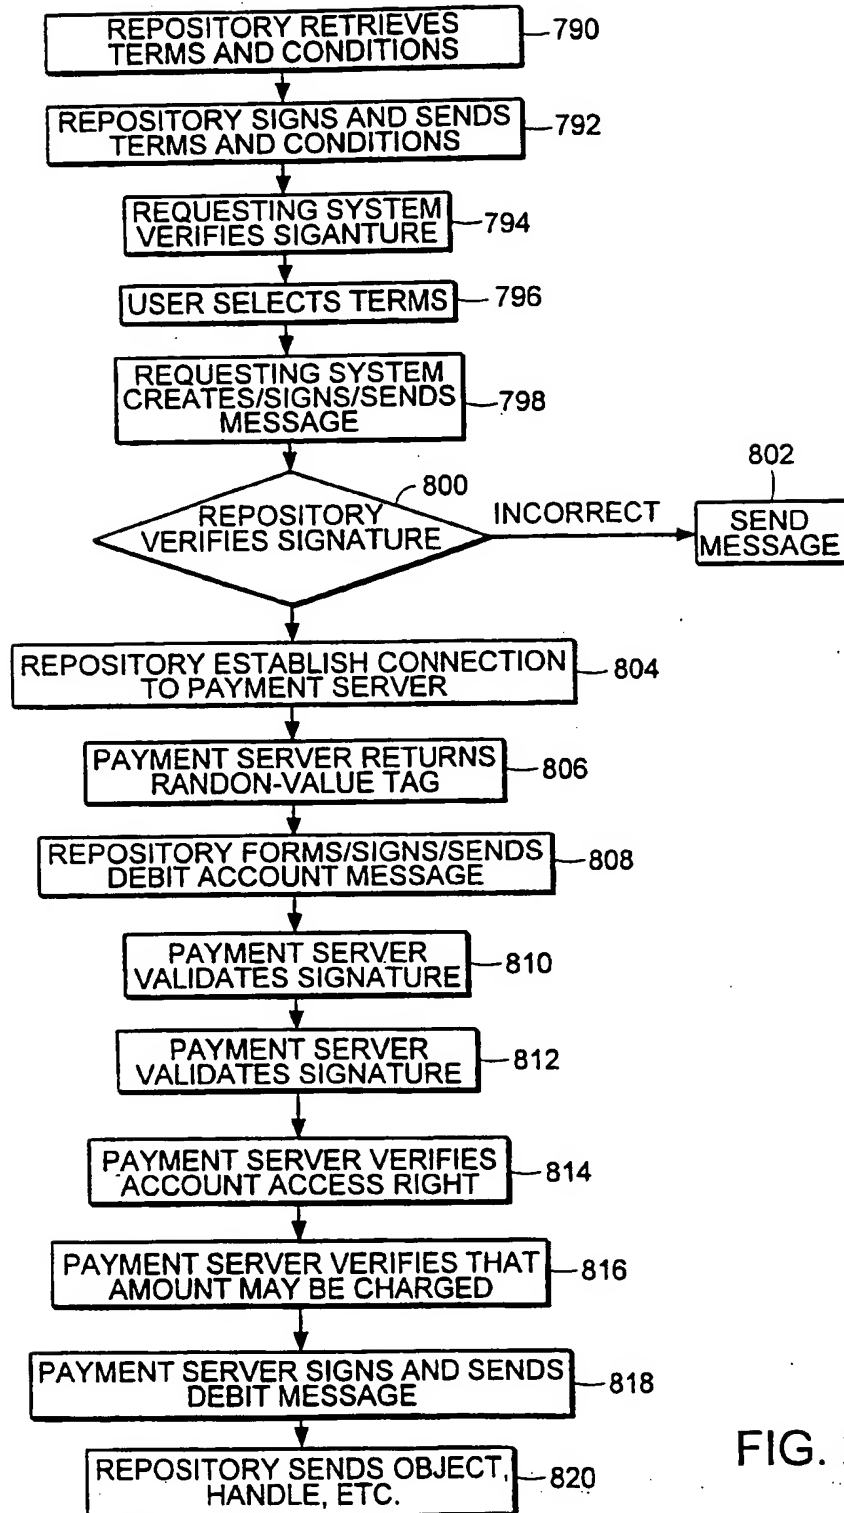 REPOSITORY RETRIEVES
TERMS AND CONDITIONS
790
REPOSITORY SIGNS AND SENDS
TERMS AND CONDITIONS
792
REQUESTING SYSTEM
VERIFIES SIGANTURE
794
USER SELECTS TERMS
796
REQUESTING SYSTEM
CREATES/SIGNS/SENDS
MESSAGE
798
800
REPOSITORY
VERIFIES SIGNATURE
INCORRECT
802
SEND
MESSAGE
REPOSITORY ESTABLISH CONNECTION
TO PAYMENT SERVER
804
PAYMENT SERVER RETURNS
RANDON-VALUE TAG
806
REPOSITORY FORMS/SIGNS/SENDS
DEBIT ACCOUNT MESSAGE
808
PAYMENT SERVER
VALIDATES SIGNATURE
810
PAYMENT SERVER
VALIDATES SIGNATURE
812
PAYMENT SERVER VERIFIES
ACCOUNT ACCESS RIGHT
814
PAYMENT SERVER VERIFIES THAT
AMOUNT MAY BE CHARGED
816
PAYMENT SERVER SIGNS AND SENDS
DEBIT MESSAGE
818
REPOSITORY SENDS OBJECT,
HANDLE, ETC.
820
FIG.